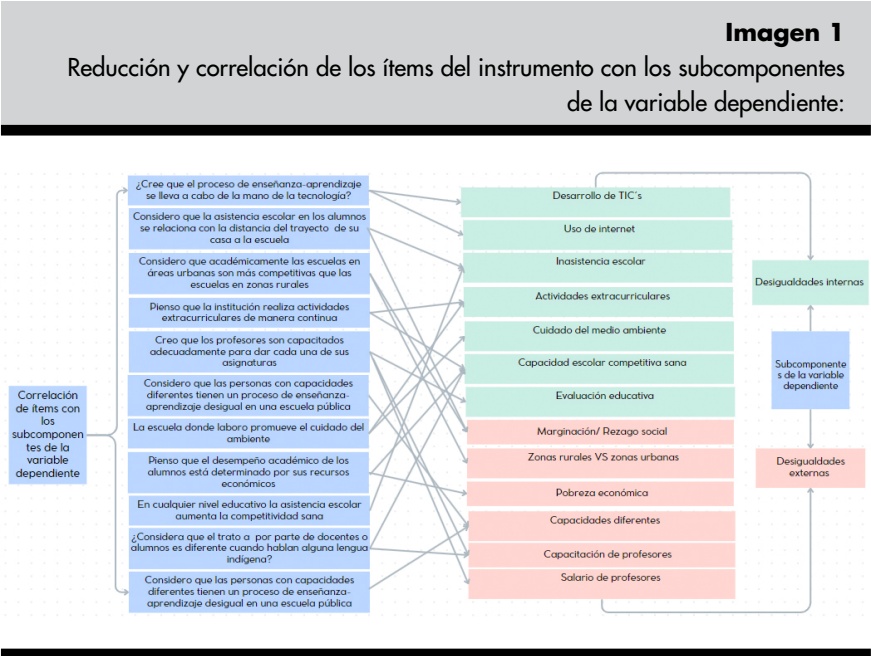 Imagen 1
Reducción y correlación de los ítems del instrumento con los subcomponentes
de la variable dependiente:
Correlación
de ítems con
los
subcomponen
tes de la
variable
dependiente
¿Cree que el proceso de enseñanza-aprendizaje
se lleva a cabo de la mano de la tecnología?
Considero que la asistencia escolar en los alumnos
se relaciona con la distancia del trayecto de su
casa a la escuela
Considero que académicamente las escuelas en
áreas urbanas son más competitivas que las
escuelas en zonas rurales
Pienso que la institución realiza actividades
extracurriculares de manera continua
Creo que los profesores son capacitados
adecuadamente para dar cada una de sus
asignaturas
Considero que las personas con capacidades
diferentes tienen un proceso de enseñanza-
aprendizaje desigual en una escuela pública
La escuela donde laboro promueve el cuidado del
ambiente
Pienso que el desempeño académico de los
alumnos está determinado por sus recursos
económicos
En cualquier nivel educativo la asistencia escolar
aumenta la competitividad sana
¿Considera que el trato a por parte de docentes o
alumnos es diferente cuando hablan alguna lengua
indígena?
Considero que las personas con capacidades
diferentes tienen un proceso de enseñanza-
aprendizaje desigual en una escuela pública
Desarrollo de TIC´s
Uso de internet
Inasistencia escolar
Actividades extracurriculares
Cuidado del medio ambiente
Capacidad escolar competitiva sana
Evaluación educativa
Marginación/ Rezago social
Zonas rurales VS zonas urbanas
Pobreza económica
Capacidades diferentes
Capacitación de profesores
Salario de profesores
Desigualdades internas
Subcomponente
s de la variable
dependiente
Desigualdades
externas